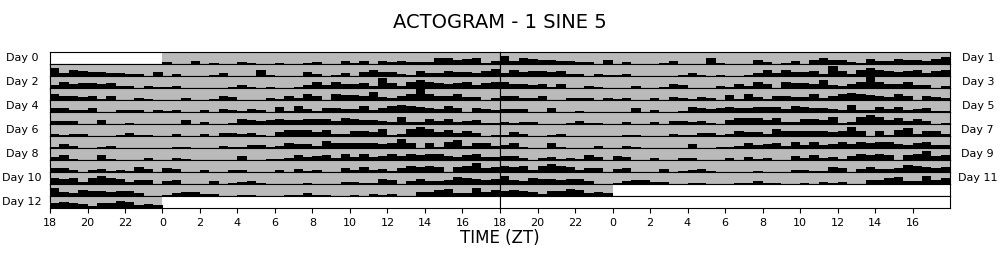 ACTOGRAM - 1 SINE 5
Day 0
Day 1
Day 2
Day 3
Day 4
Day 5
Day 6
Day 7
Day 8
Day 9
Day 10
Day 11
Day 12
18 20 22 0 2 4 6 8 10 12 14 16 18 20 22 0 2 4 6 8 10 12 14 16
TIME (ZT)